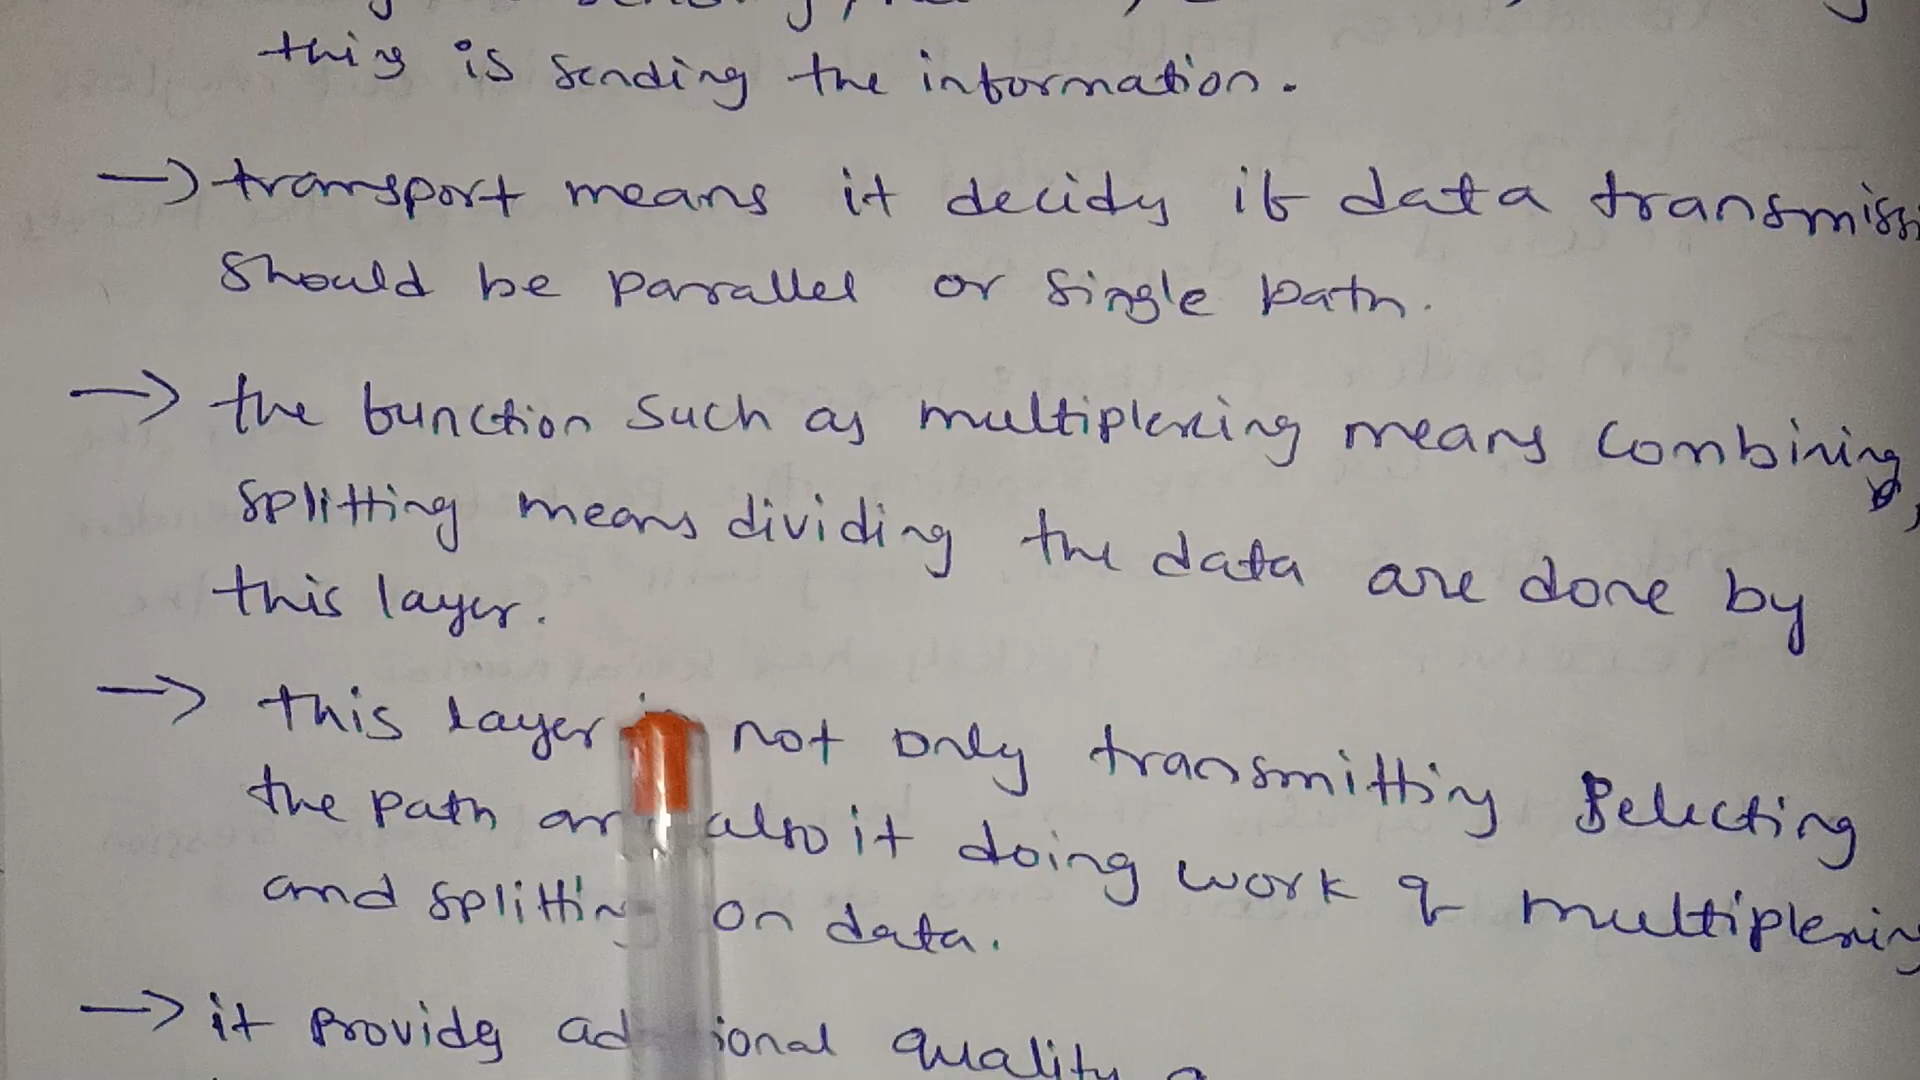 this is sending the information.
→ transport means it decides if data transmiss
should be parallel or single path.
→ the function such as multiplexing means combining,
splitting means dividing the data are done by
this layer.
→ this layer not only transmitting selecting
the path also it doing work of multiplexing
and splitting on data.
→ it provides quality